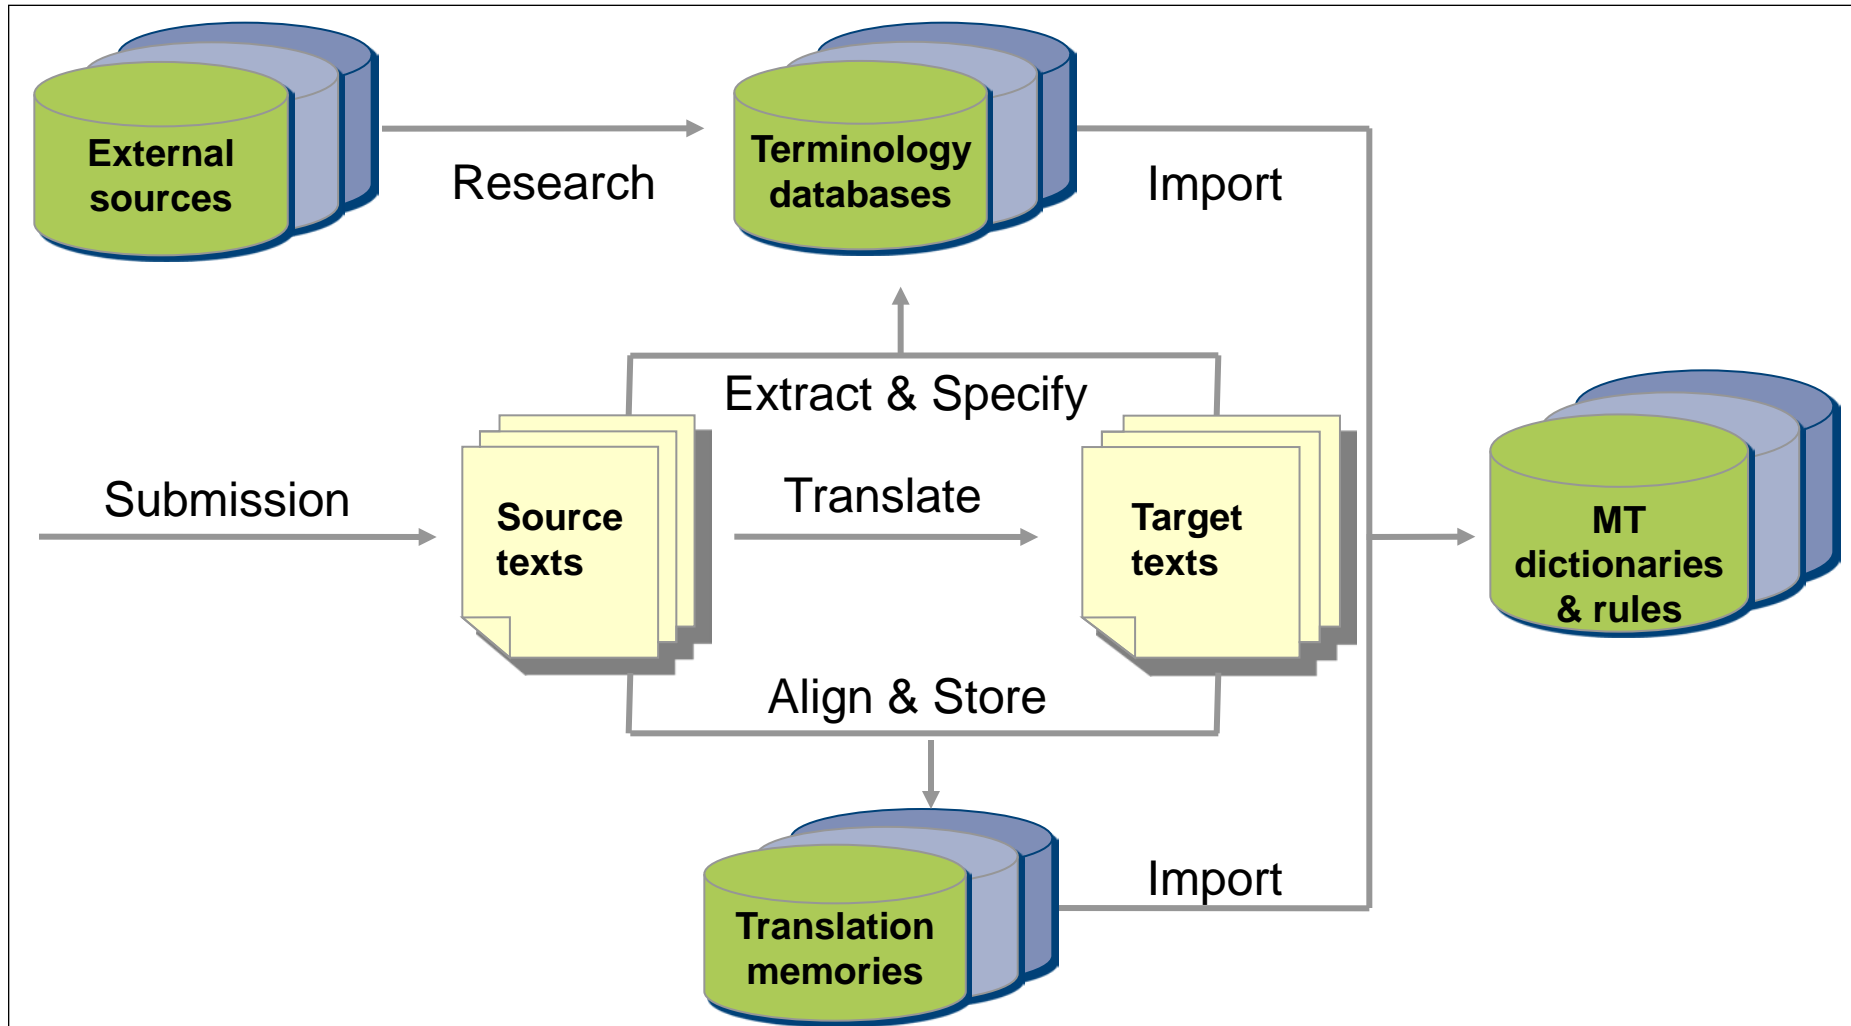 External
sources
Research
Terminology
databases
Import
Extract & Specify
Submission
Source
texts
Translate
Target
texts
MT
dictionaries
& rules
Align & Store
Import
Translation
memories